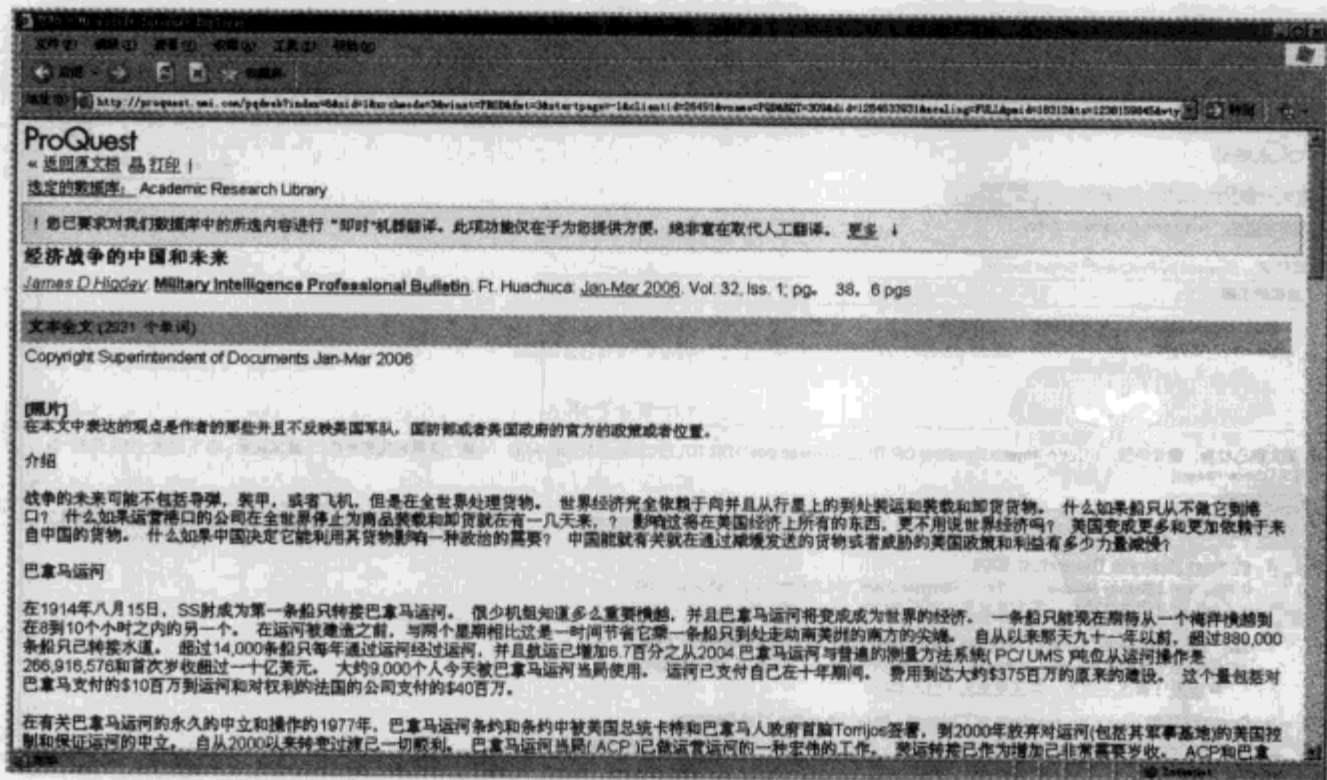 文件(F) 编辑(E) 查看(V) 收藏(A) 工具(T) 帮助(H)
ProQuest
« 返回原文档 打印 |
选定的数据库: Academic Research Library
! 您已要求对我们数据库中的所选内容进行 "即时"机器翻译。此项功能仅在于为您提供方便，绝非意在取代人工翻译。 更多 ↓
经济战争的中国和未来
James D Higday. Military Intelligence Professional Bulletin. Ft. Huachuca: Jan-Mar 2006. Vol. 32, Iss. 1; pg. 38, 6 pgs
文本全文 (2931 个单词)
Copyright Superintendent of Documents Jan-Mar 2006
[照片]
在本文中表达的观点是作者的那些并且不反映美国军队，国防部或者美国政府的官方的政策或者位置。
介绍
战争的未来可能不包括导弹，装甲，或者飞机，但是在全世界处理货物。 世界经济完全依赖于向并且从行星上的到处装运和装载和卸货货物。 什么如果船只从不做它到港
口? 什么如果运营港口的公司在全世界停止为商品装载和卸货就在有一几天来，? 影响这将在美国经济上所有的东西，更不用说世界经济吗? 美国变成更多和更加依赖于来
自中国的货物。 什么如果中国决定它能利用其货物影响一种政治的需要? 中国能就有关就在通过减慢发送的货物或者威胁的美国政策和利益有多少力量减慢?
巴拿马运河
在1914年八月15日，SS肘成为第一条船只转接巴拿马运河。 很少机组知道多么重要横越，并且巴拿马运河将变成成为世界的经济。 一条船只能现在期待从一个海洋横越到
在8到10个小时之内的另一个。 在运河被建造之前，与两个星期相比这是一时间节省它乘一条船只到处走动南美洲的南方的尖端。 自从以来那天九十一年以前，超过880,000
条船只已转接水道。 超过14,000条船只每年通过运河经过运河，并且航运已增加6.7百分之从2004.巴拿马运河与普遍的测量方法系统( PC/ UMS )吨位从运河操作是
266,916,576和首次岁收超过一十亿美元。 大约9,000个人今天被巴拿马运河当局使用。 运河已支付自己在十年期间。 费用到达大约$375百万的原来的建设。 这个量包括对
巴拿马支付的$10百万到运河和对权利的法国的公司支付的$40百万。
在有关巴拿马运河的永久的中立和操作的1977年，巴拿马运河条约和条约中被美国总统卡特和巴拿马人政府首脑Torrijos签署，到2000年放弃对运河(包括其军事基地)的美国控
制和保证运河的中立。 自从2000以来转变过渡已一切顺利。 巴拿马运河当局( ACP )已做运营运河的一种宏伟的工作。 装运转接已作为增加已非常需要岁收。 ACP和巴拿